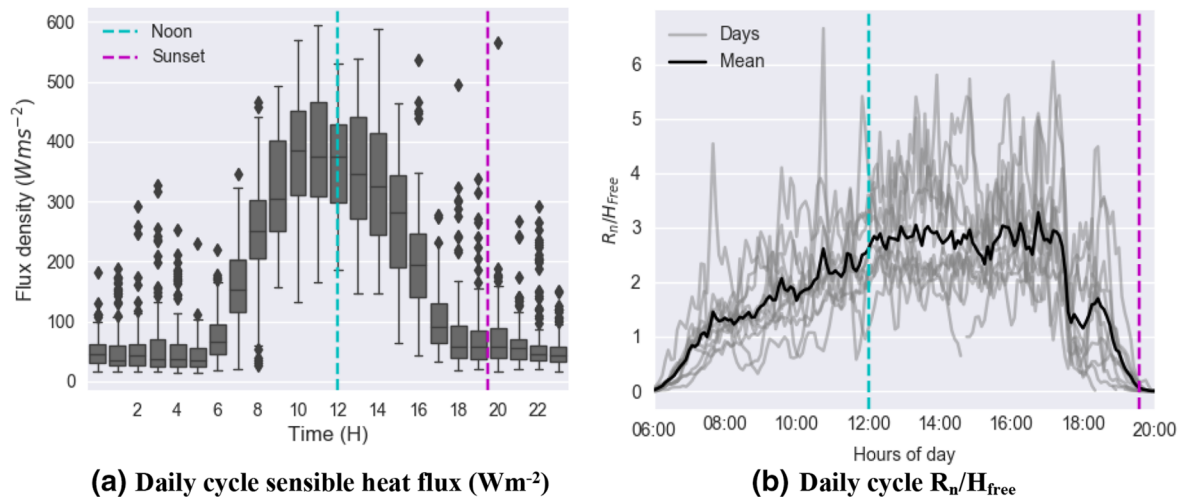 600
500
400
300
200
100
0
Flux density (Wms⁻²)
Noon
Sunset
2 4 6 8 10 12 14 16 18 20 22
Time (H)
(a) Daily cycle sensible heat flux (Wm⁻²)
6
5
4
3
2
1
0
Rₙ/H_Free
Days
Mean
06:00 08:00 10:00 12:00 14:00 16:00 18:00 20:00
Hours of day
(b) Daily cycle Rₙ/H_free